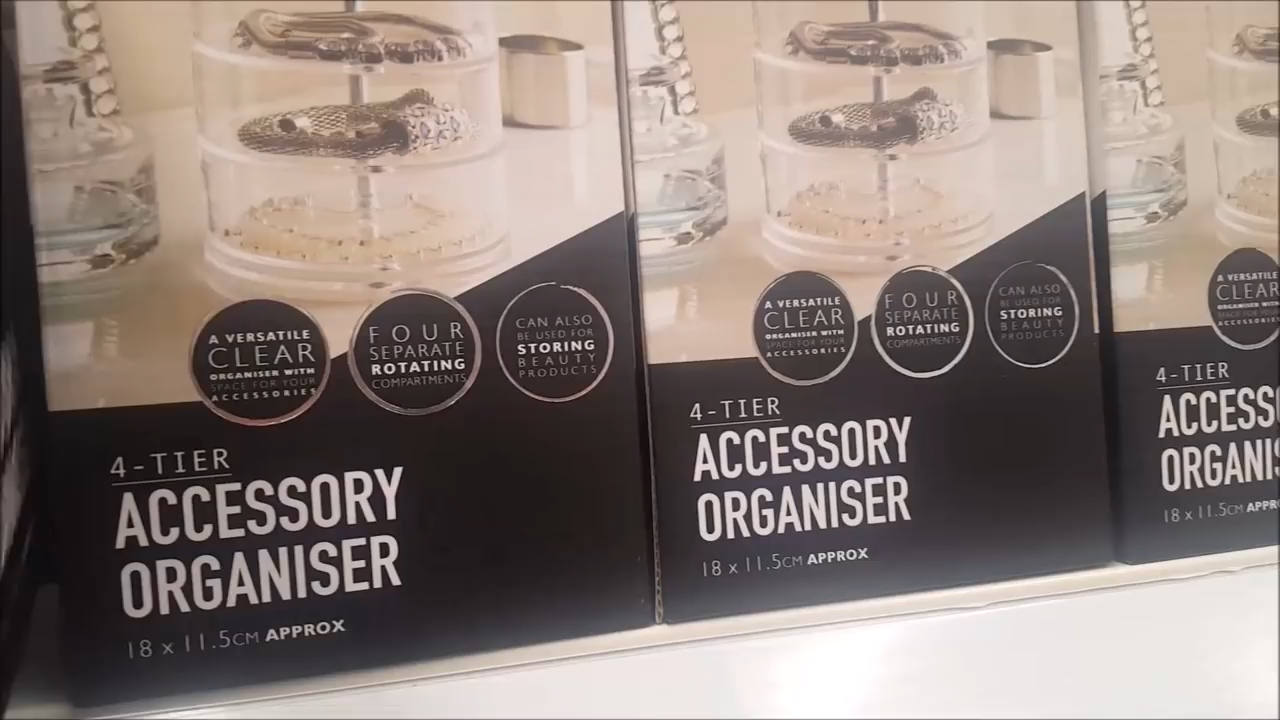 A VERSATILE
CLEAR
ORGANISER WITH
SPACE FOR YOUR
ACCESSORIES
FOUR
SEPARATE
ROTATING
COMPARTMENTS
CAN ALSO
BE USED FOR
STORING
BEAUTY
PRODUCTS
4-TIER
ACCESSORY
ORGANISER
18 x 11.5CM APPROX
A VERSATILE
CLEAR
ORGANISER WITH
SPACE FOR YOUR
ACCESSORIES
FOUR
SEPARATE
ROTATING
COMPARTMENTS
CAN ALSO
BE USED FOR
STORING
BEAUTY
PRODUCTS
4-TIER
ACCESSORY
ORGANISER
18 x 11.5CM APPROX
A VERSATILE
CLEAR
ORGANISER WITH
SPACE FOR YOUR
ACCESSORIES
4-TIER
ACCESS
ORGANIS
18 x 11.5CM APPR